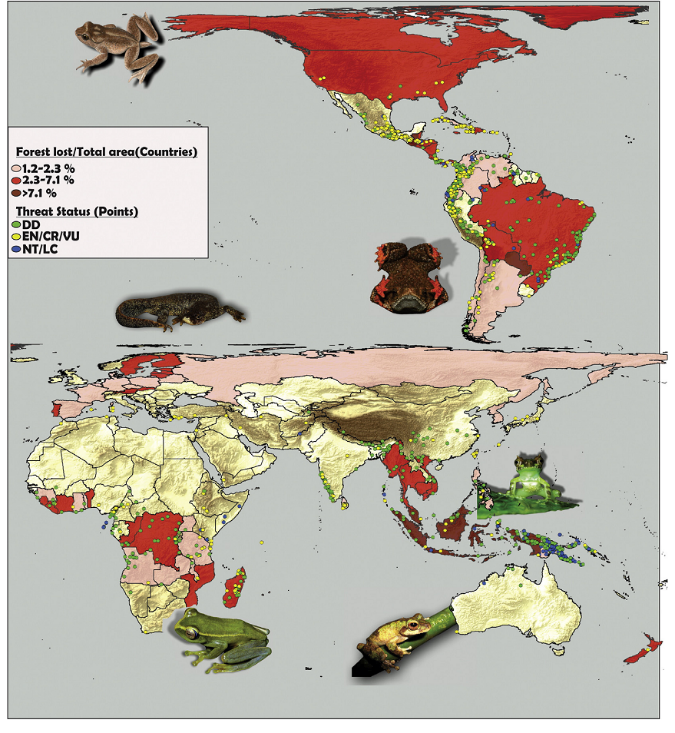 Forest lost/Total area(Countries)
1.2-2.3 %
2.3-7.1 %
>7.1 %
Threat Status (Points)
DD
EN/CR/VU
NT/LC